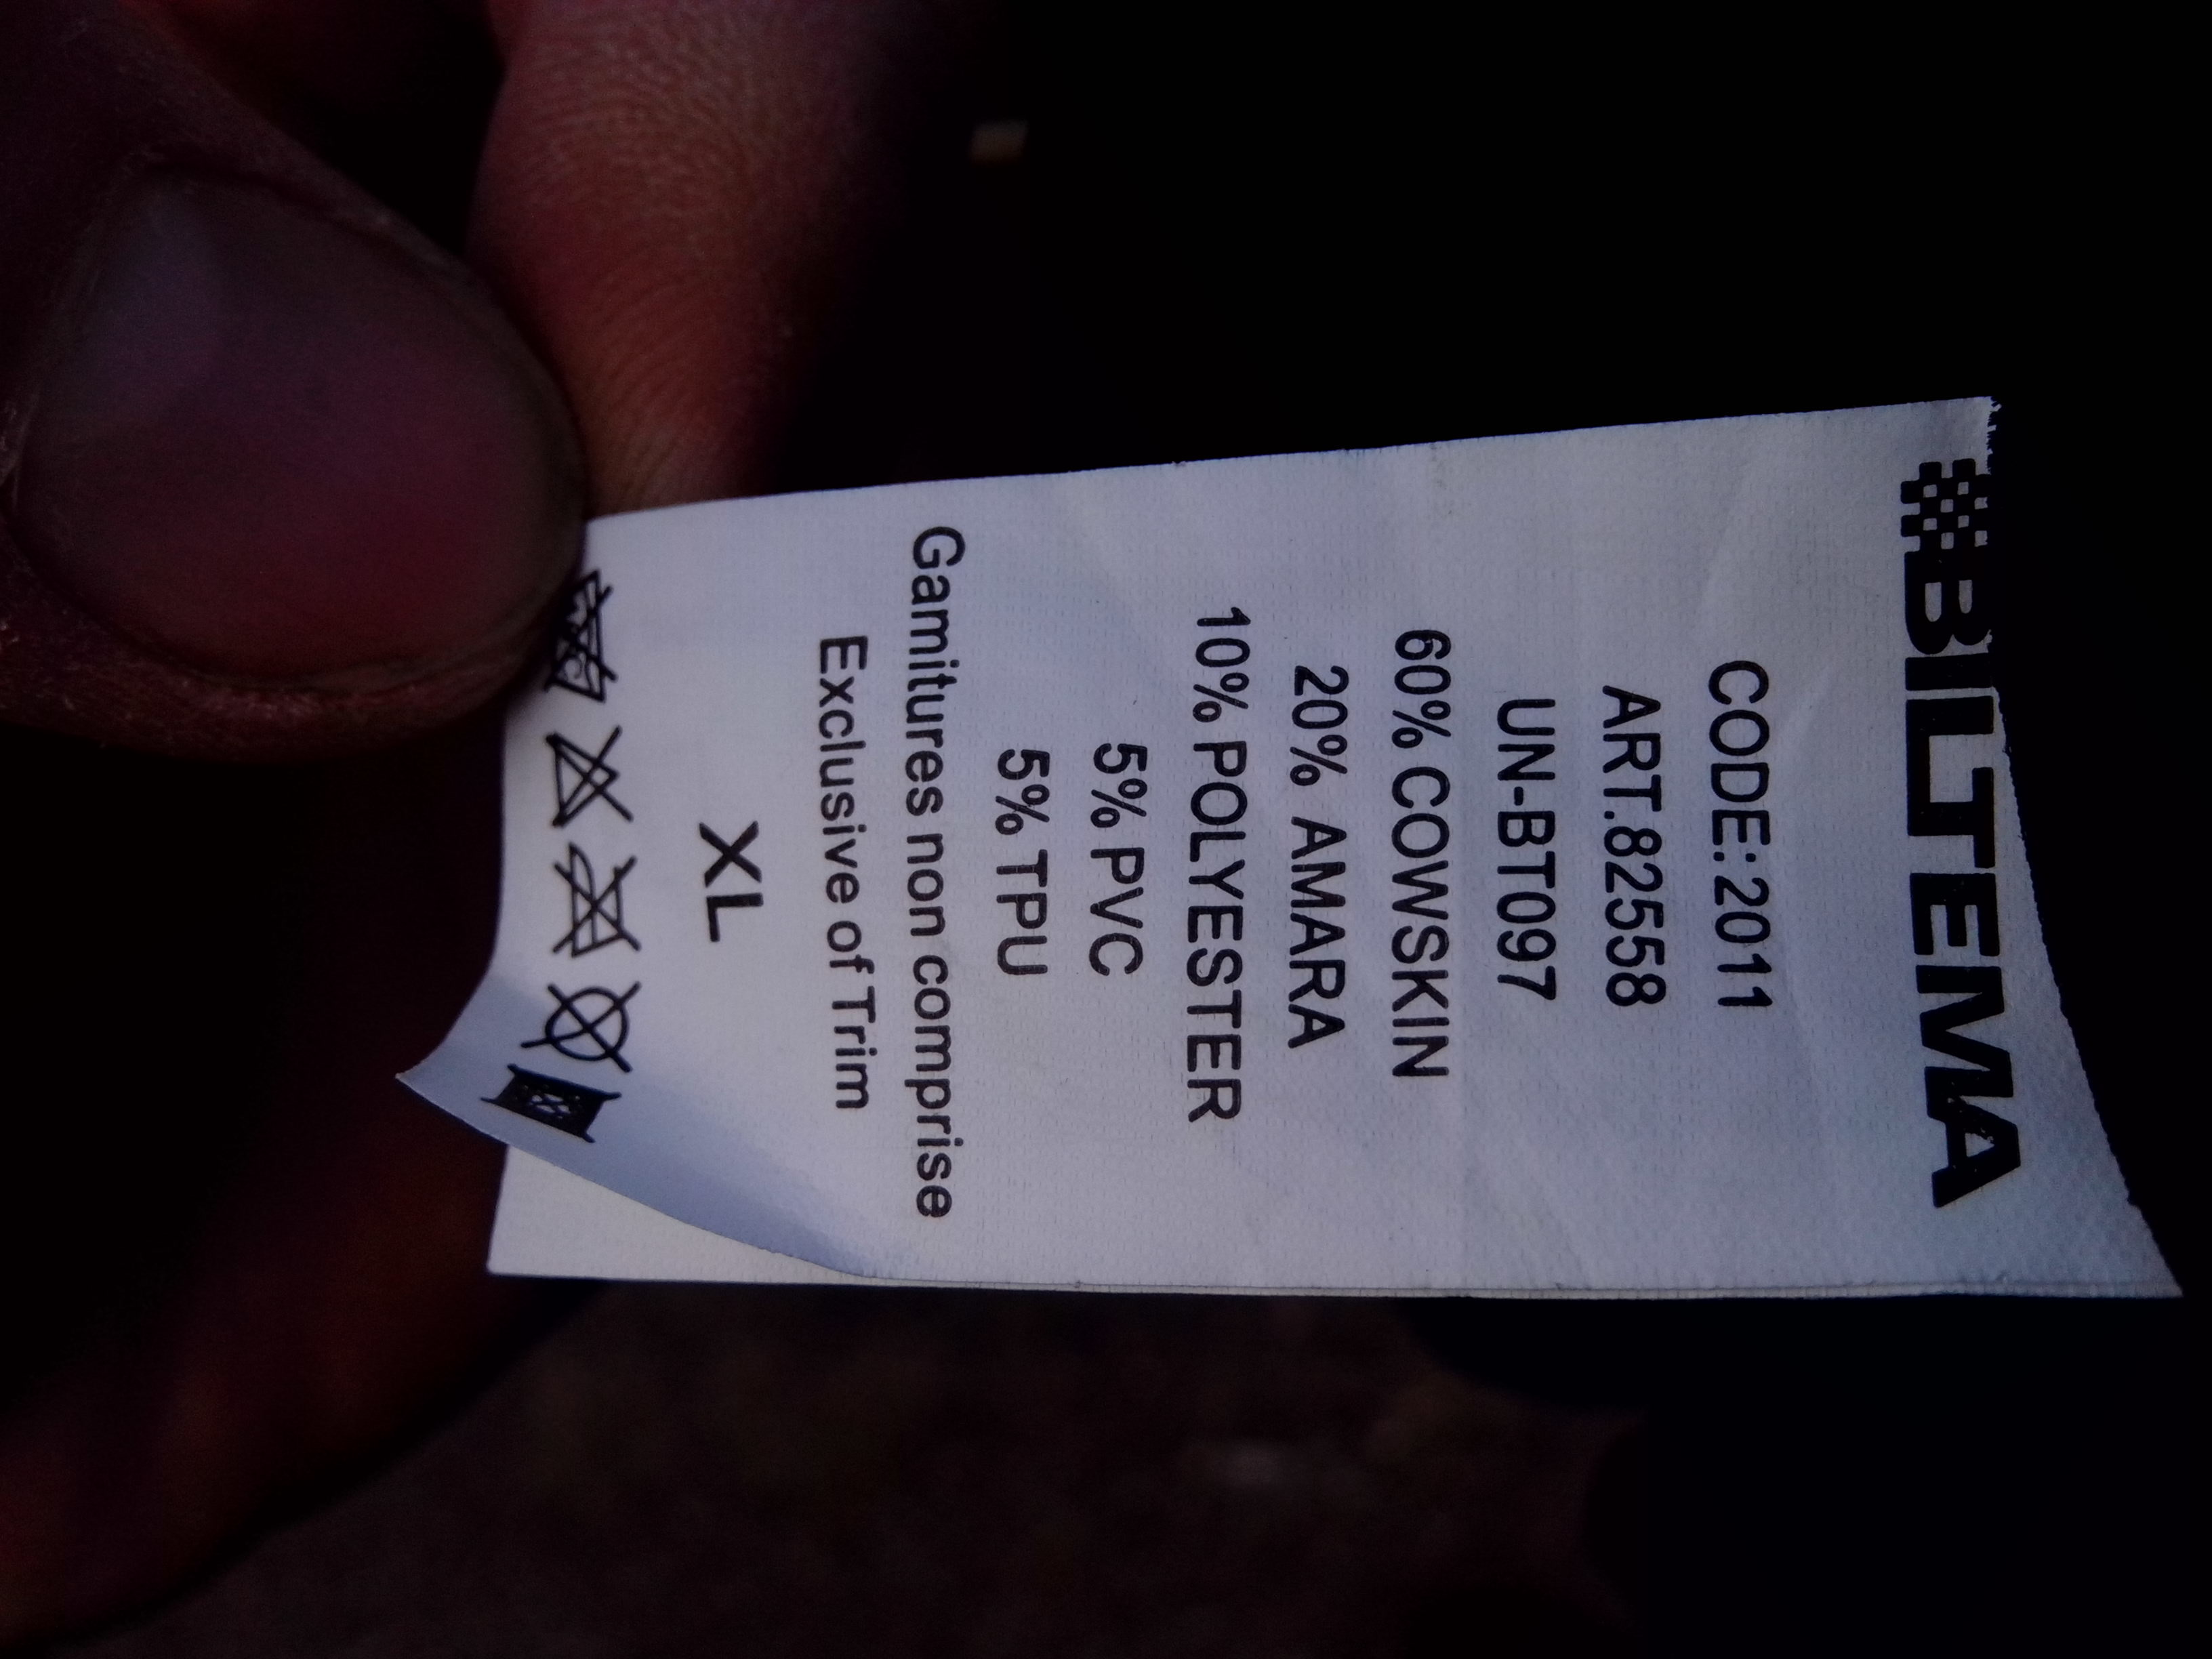 BILTEMA
CODE:2011
ART.82558
UN-BT097
60% COWSKIN
20% AMARA
10% POLYESTER
5% PVC
5% TPU
Gamitures non comprise
Exclusive of Trim
XL